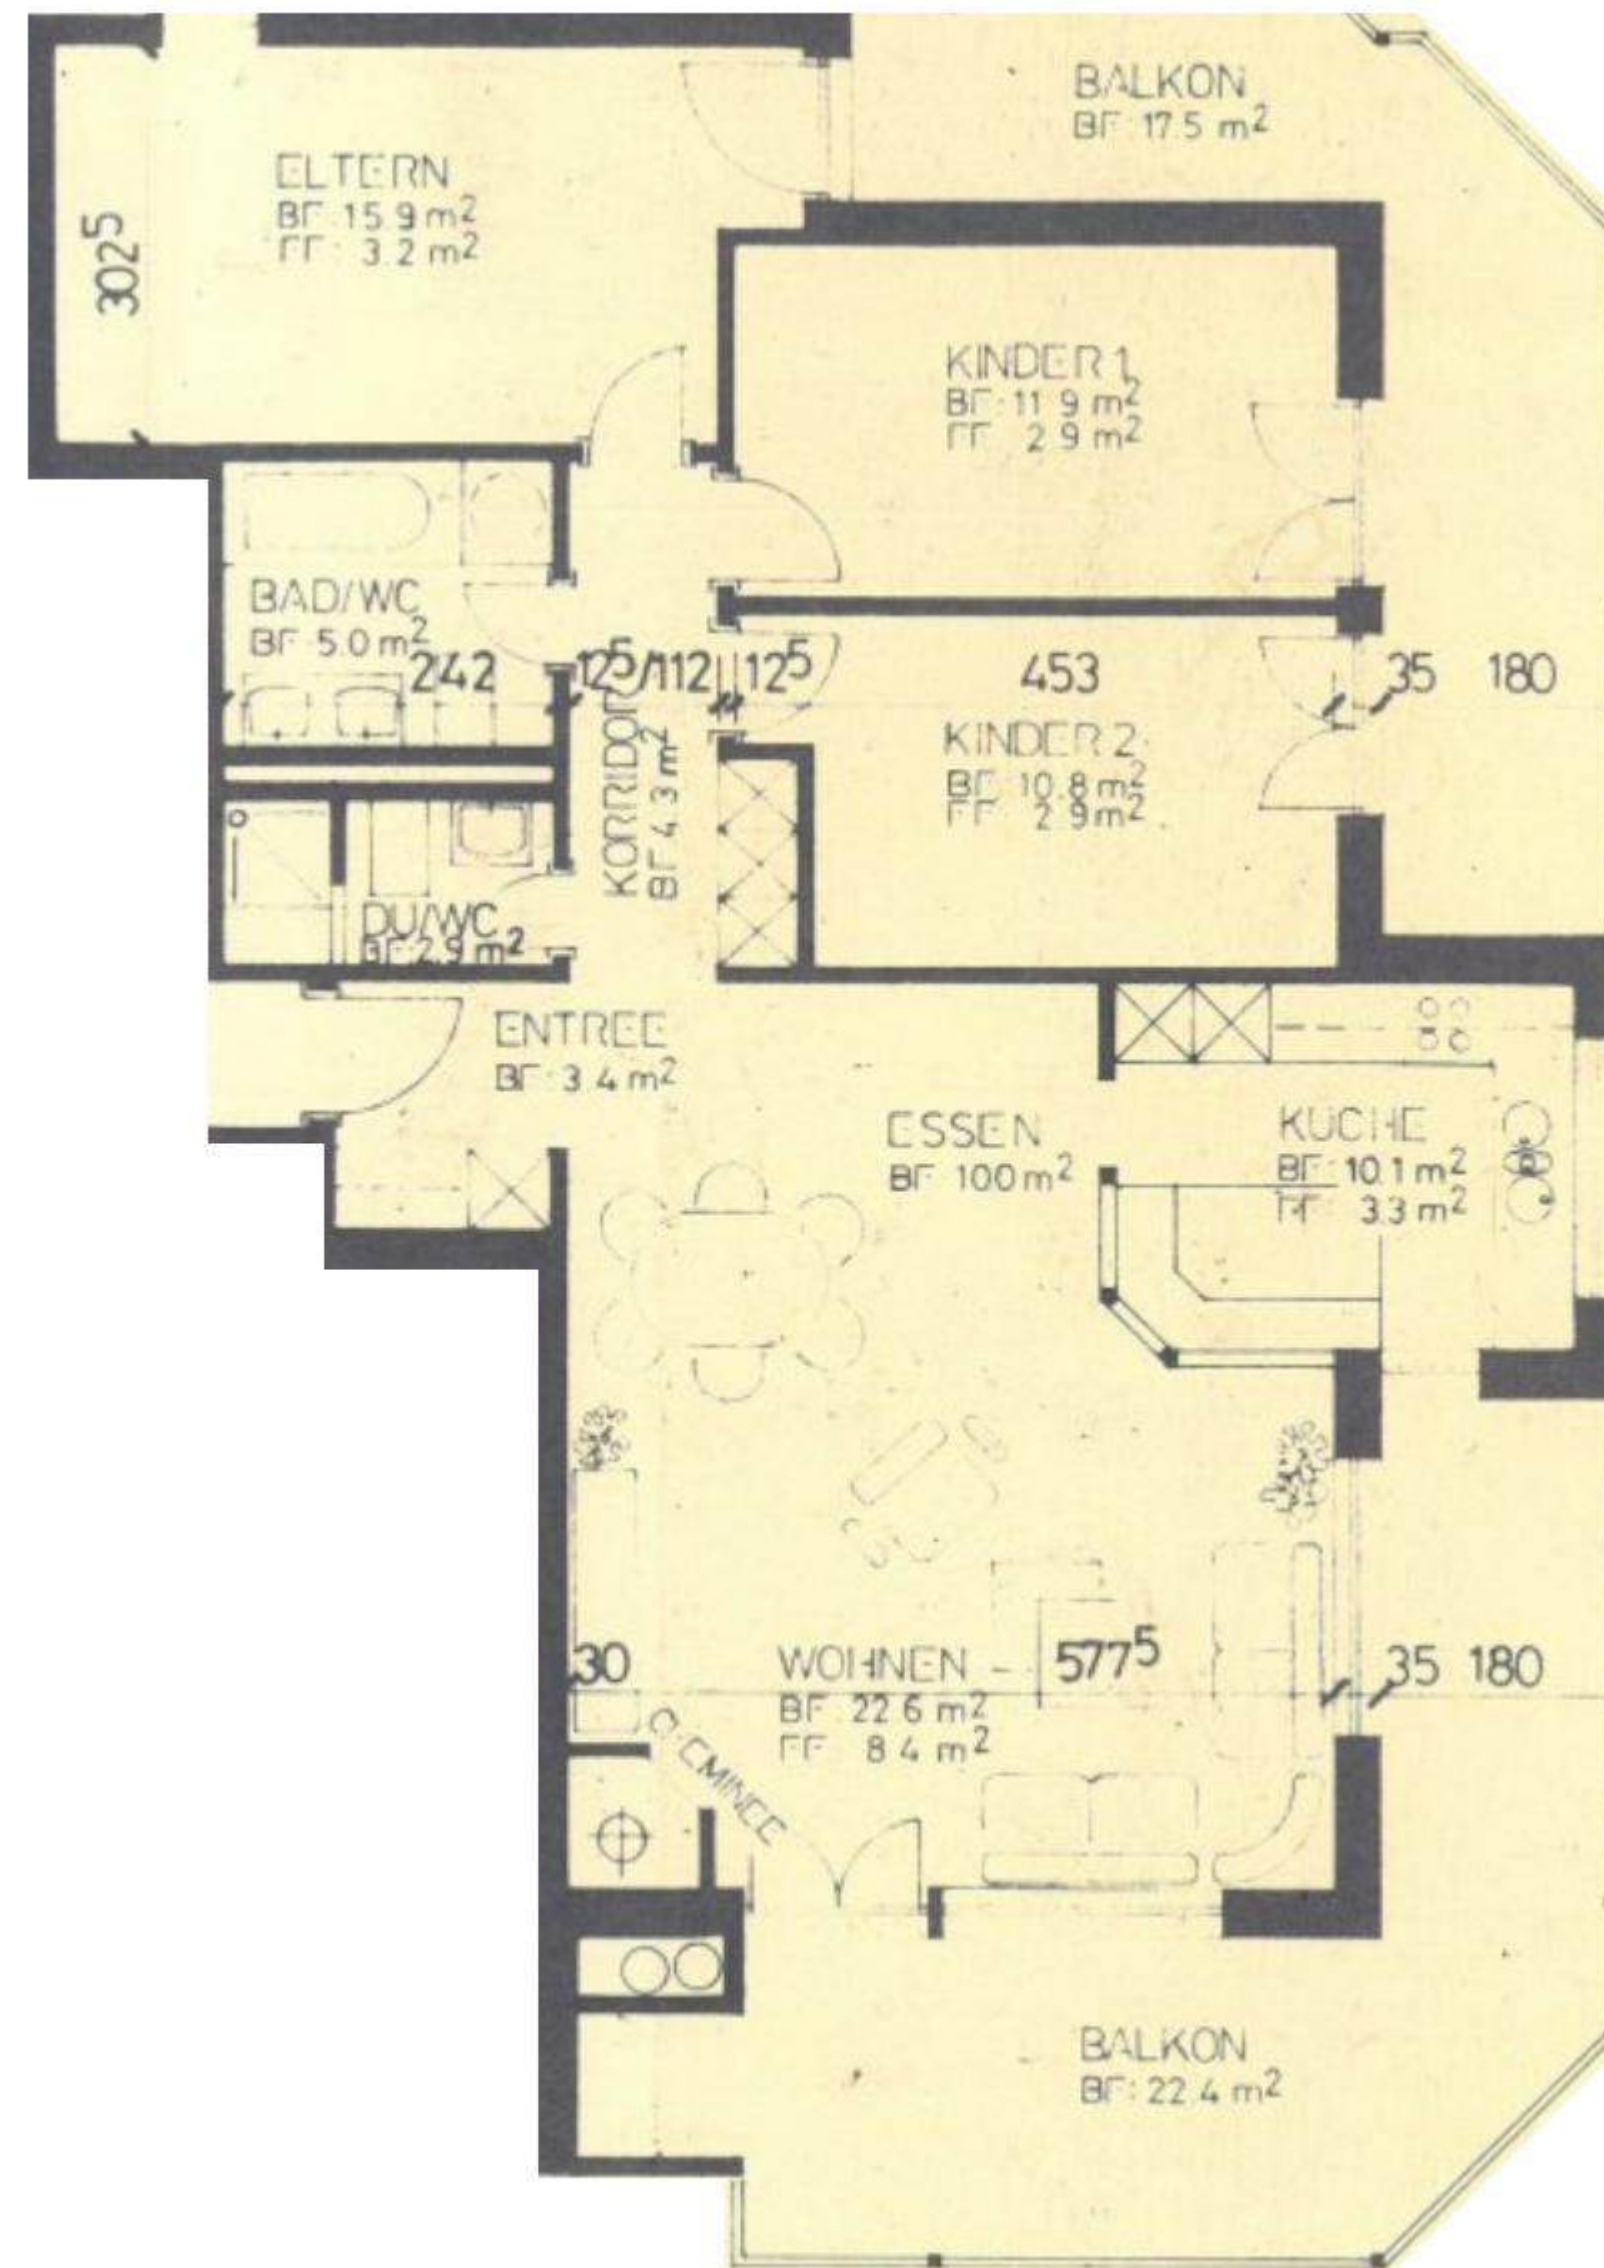 BALKON
BF: 17.5 m²
ELTERN
BF: 15.9 m²
FF: 3.2 m²
302⁵
KINDER 1
BF: 11.9 m²
FF: 2.9 m²
BAD/WC
BF: 5.0 m²
242 12⁵/112 12⁵ 453 35 180
KORRIDOR
BF: 4.3 m²
KINDER 2
BF: 10.8 m²
FF: 2.9 m²
DU/WC
BF: 2.9 m²
ENTREE
BF: 3.4 m²
ESSEN
BF: 10.0 m²
KÜCHE
BF: 10.1 m²
FF: 3.3 m²
30 577⁵ 35 180
WOHNEN
BF: 22.6 m²
FF: 8.4 m²
CHEMINEE
BALKON
BF: 22.4 m²